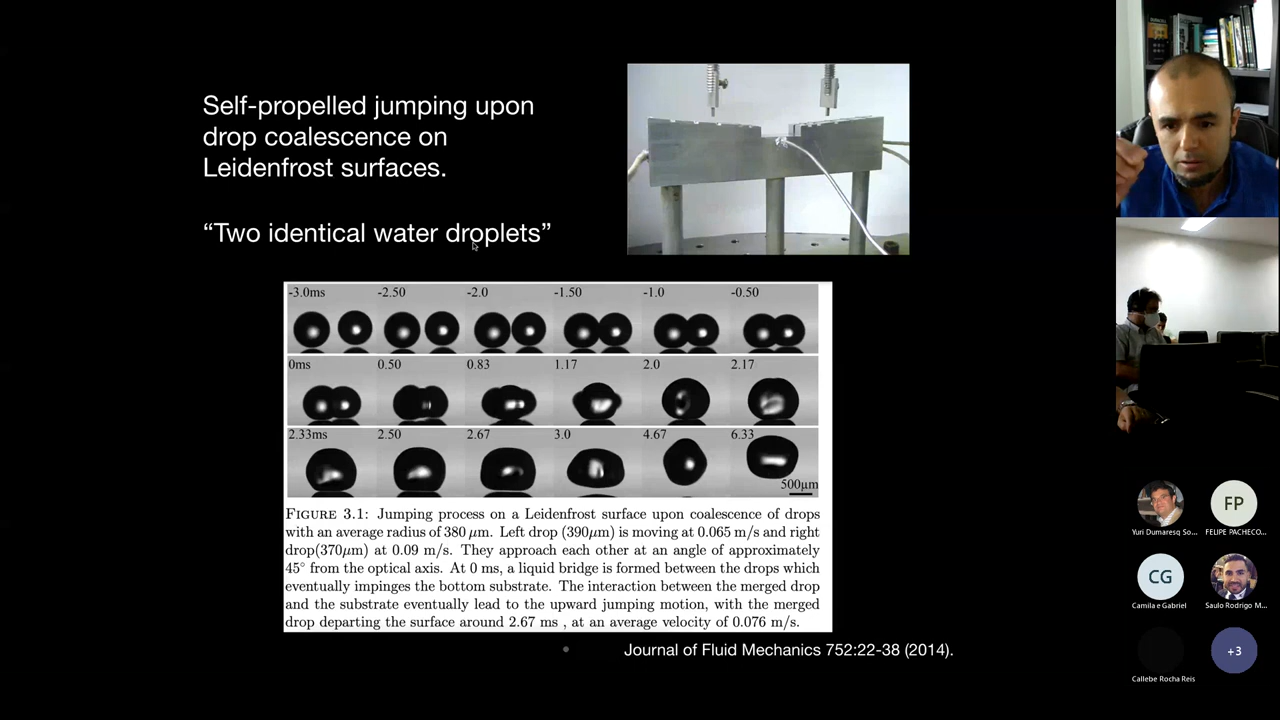 Self-propelled jumping upon
drop coalescence on
Leidenfrost surfaces.
“Two identical water droplets”
-3.0ms -2.50 -2.0 -1.50 -1.0 -0.50
0ms 0.50 0.83 1.17 2.0 2.17
2.33ms 2.50 2.67 3.0 4.67 6.33
500μm
FIGURE 3.1: Jumping process on a Leidenfrost surface upon coalescence of drops
with an average radius of 380 μm. Left drop (390μm) is moving at 0.065 m/s and right
drop(370μm) at 0.09 m/s. They approach each other at an angle of approximately
45° from the optical axis. At 0 ms, a liquid bridge is formed between the drops which
eventually impinges the bottom substrate. The interaction between the merged drop
and the substrate eventually lead to the upward jumping motion, with the merged
drop departing the surface around 2.67 ms , at an average velocity of 0.076 m/s.
Journal of Fluid Mechanics 752:22-38 (2014).
FP
Yuri Dumaresq So... FELIPE PACHECO...
CG
Camila e Gabriel Saulo Rodrigo M...
+3
Callebe Rocha Reis